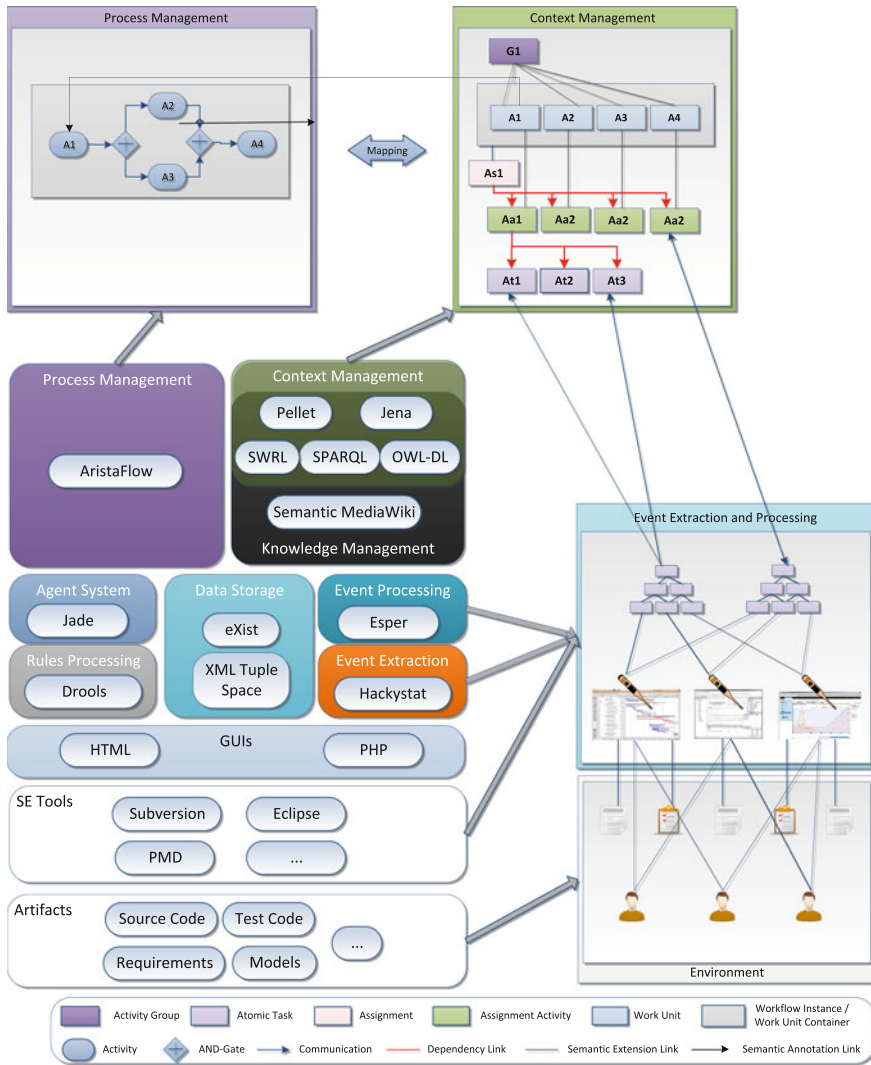 Process Management
Context Management
G1
A1
A2
A3
A4
A1
A2
A3
A4
Mapping
As1
Aa1
Aa2
Aa2
Aa2
At1
At2
At3
Process Management
AristaFlow
Context Management
Pellet
Jena
SWRL
SPARQL
OWL-DL
Semantic MediaWiki
Knowledge Management
Event Extraction and Processing
Agent System
Jade
Data Storage
eXist
XML Tuple
Space
Event Processing
Esper
Rules Processing
Drools
Event Extraction
Hackystat
GUIs
HTML
PHP
SE Tools
Subversion
Eclipse
PMD
...
Artifacts
Source Code
Test Code
...
Requirements
Models
Environment
Activity Group
Atomic Task
Assignment
Assignment Activity
Work Unit
Workflow Instance /
Work Unit Container
Activity
AND-Gate
Communication
Dependency Link
Semantic Extension Link
Semantic Annotation Link